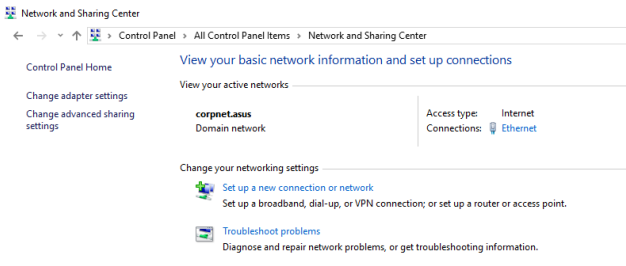 Network and Sharing Center
Control Panel > All Control Panel Items > Network and Sharing Center
Control Panel Home
Change adapter settings
Change advanced sharing
settings
View your basic network information and set up connections
View your active networks
corpnet.asus
Domain network
Access type: Internet
Connections: Ethernet
Change your networking settings
Set up a new connection or network
Set up a broadband, dial-up, or VPN connection; or set up a router or access point.
Troubleshoot problems
Diagnose and repair network problems, or get troubleshooting information.